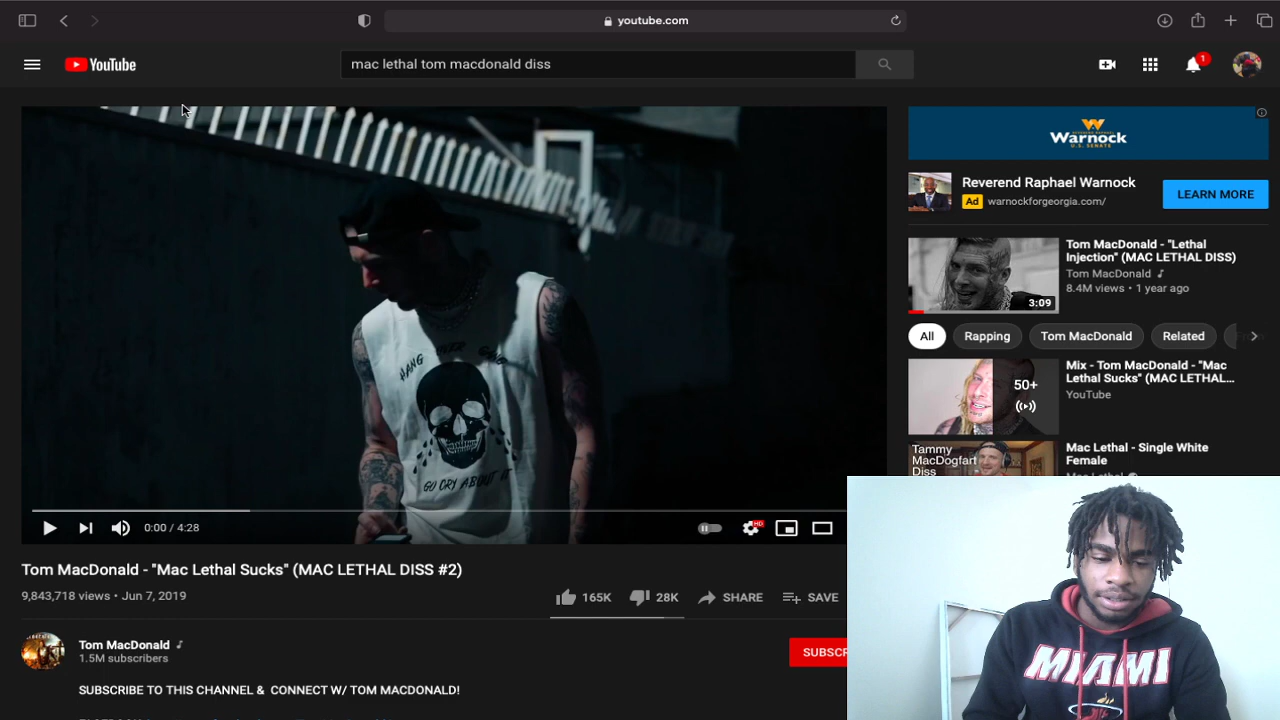 youtube.com
YouTube
mac lethal tom macdonald diss
1
HANG OVER GANG
GO CRY ABOUT IT
0:00 / 4:28
HD
Tom MacDonald - "Mac Lethal Sucks" (MAC LETHAL DISS #2)
9,843,718 views • Jun 7, 2019
165K
28K
SHARE
SAVE
Tom MacDonald
1.5M subscribers
SUBSCR
SUBSCRIBE TO THIS CHANNEL & CONNECT W/ TOM MACDONALD!
Warnock
U.S. SENATE
Reverend Raphael Warnock
Ad warnockforgeorgia.com/
LEARN MORE
3:09
Tom MacDonald - "Lethal
Injection" (MAC LETHAL DISS)
Tom MacDonald
8.4M views • 1 year ago
All
Rapping
Tom MacDonald
Related
50+
Mix - Tom MacDonald - "Mac
Lethal Sucks" (MAC LETHAL...
YouTube
Tammy
MacDogfart
Diss
Mac Lethal - Single White
Female
MIAMI